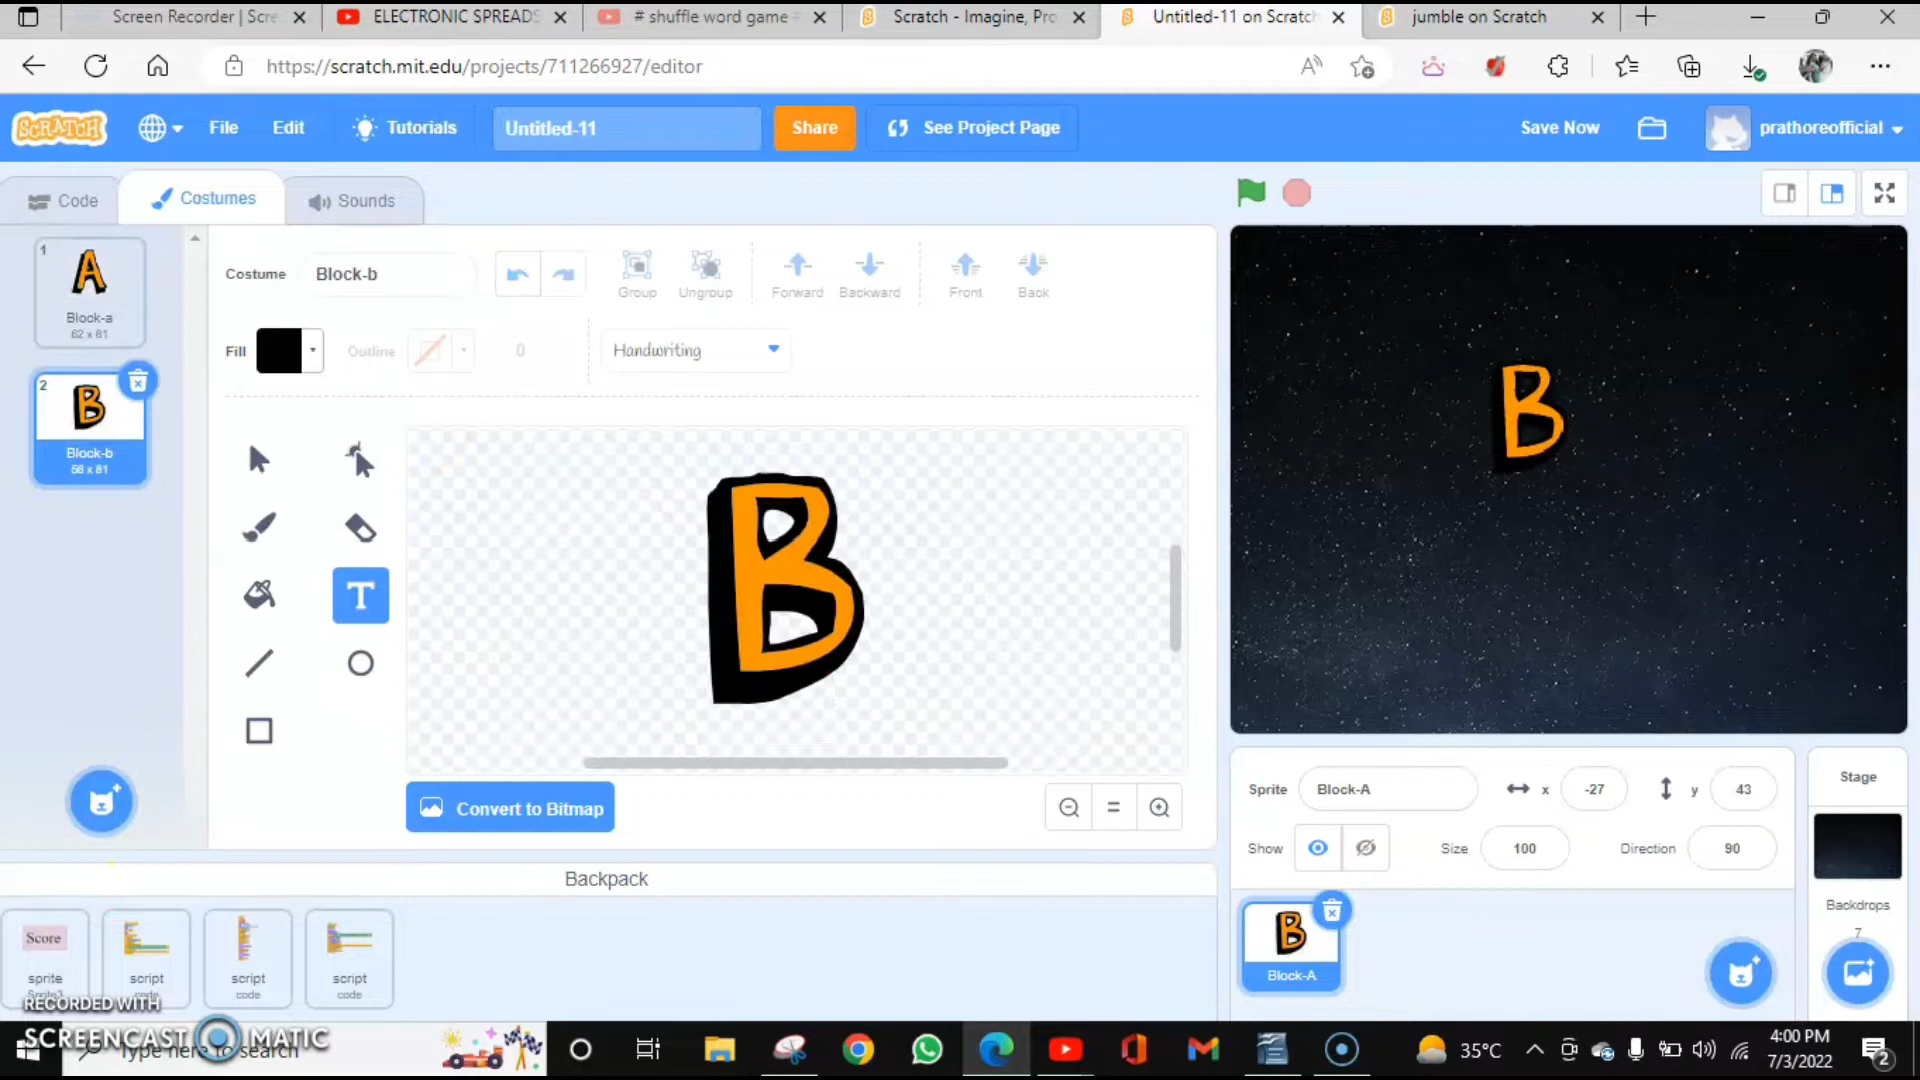 Screen Recorder | Scre
ELECTRONIC SPREADS
# shuffle word game #
Scratch - Imagine, Pro
Untitled-11 on Scratch
jumble on Scratch
https://scratch.mit.edu/projects/711266927/editor
SCRATCH
File
Edit
Tutorials
Untitled-11
Share
See Project Page
Save Now
prathoreofficial
Code
Costumes
Sounds
1
A
Block-a
62 x 81
2
B
Block-b
56 x 81
Costume
Block-b
Group
Ungroup
Forward
Backward
Front
Back
Fill
Outline
0
Handwriting
T
B
Convert to Bitmap
B
Sprite
Block-A
x
-27
y
43
Show
Size
100
Direction
90
B
Block-A
Stage
Backdrops
7
Backpack
Score
sprite
Sprite3
script
code
script
code
script
code
RECORDED WITH
SCREENCAST MATIC
Type here to search
35°C
4:00 PM
7/3/2022
2